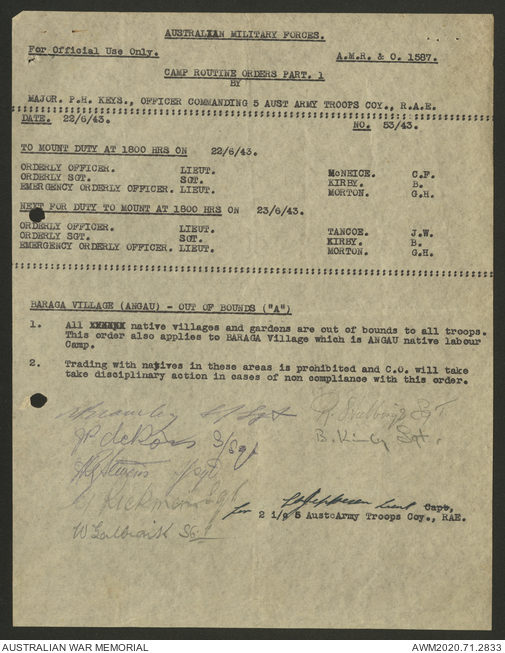 AUSTRALIAN MILITARY FORCES.
For Official Use Only.
A.M.R. & O. 1587.
CAMP ROUTINE ORDERS PART. 1
BY
MAJOR. P.H. KEYS., OFFICER COMMANDING 5 AUST ARMY TROOPS COY., R.A.E.
DATE. 22/6/43.
NO. 53/43.
TO MOUNT DUTY AT 1800 HRS ON 22/6/43.
ORDERLY OFFICER. LIEUT. McNEICE. C.F.
ORDERLY SGT. SGT. KIRBY. B.
EMERGENCY ORDERLY OFFICER. LIEUT. MORTON. G.H.
NEXT FOR DUTY TO MOUNT AT 1800 HRS ON 23/6/43.
ORDERLY OFFICER. LIEUT. TANCOE. J.W.
ORDERLY SGT. SGT. KIRBY. B.
EMERGENCY ORDERLY OFFICER. LIEUT. MORTON. G.H.
BARAGA VILLAGE (ANGAU) - OUT OF BOUNDS ("A")
1. All native villages and gardens are out of bounds to all troops.
This order also applies to BARAGA Village which is ANGAU native labour
Camp.
2. Trading with natives in these areas is prohibited and C.O. will take
take disciplinary action in cases of non compliance with this order.
Sgt
Sgt
J.P. de Ross S/Sgt
B. Kirby Sgt.
Stevens
Sgt
W Galbraith Sgt
for
Capt,
2 i/c 5 Aust Army Troops Coy., RAE.
AUSTRALIAN WAR MEMORIAL
AWM2020.71.2833